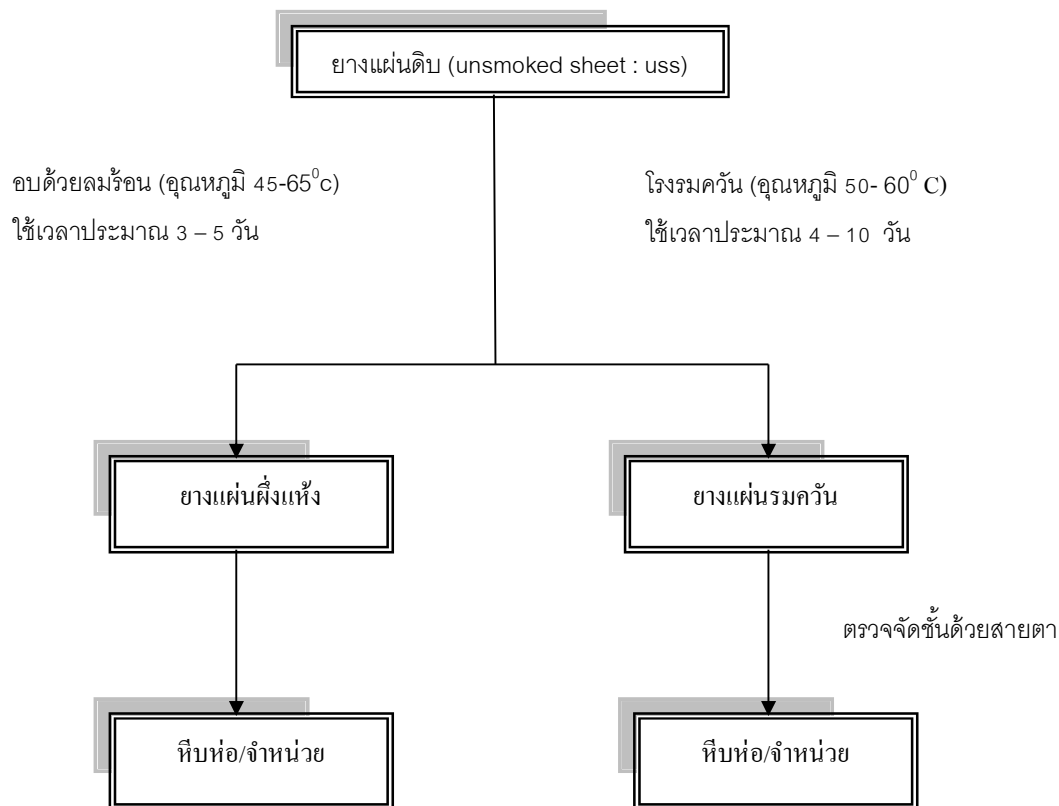 ยางแผ่นดิบ (unsmoked sheet : uss)
อบด้วยลมร้อน (อุณหภูมิ 45-65⁰c)
ใช้เวลาประมาณ 3 – 5 วัน
โรงรมควัน (อุณหภูมิ 50- 60⁰ C)
ใช้เวลาประมาณ 4 – 10 วัน
ยางแผ่นผึ่งแห้ง
ยางแผ่นรมควัน
ตรวจจัดชั้นด้วยสายตา
หีบห่อ/จำหน่วย
หีบห่อ/จำหน่วย